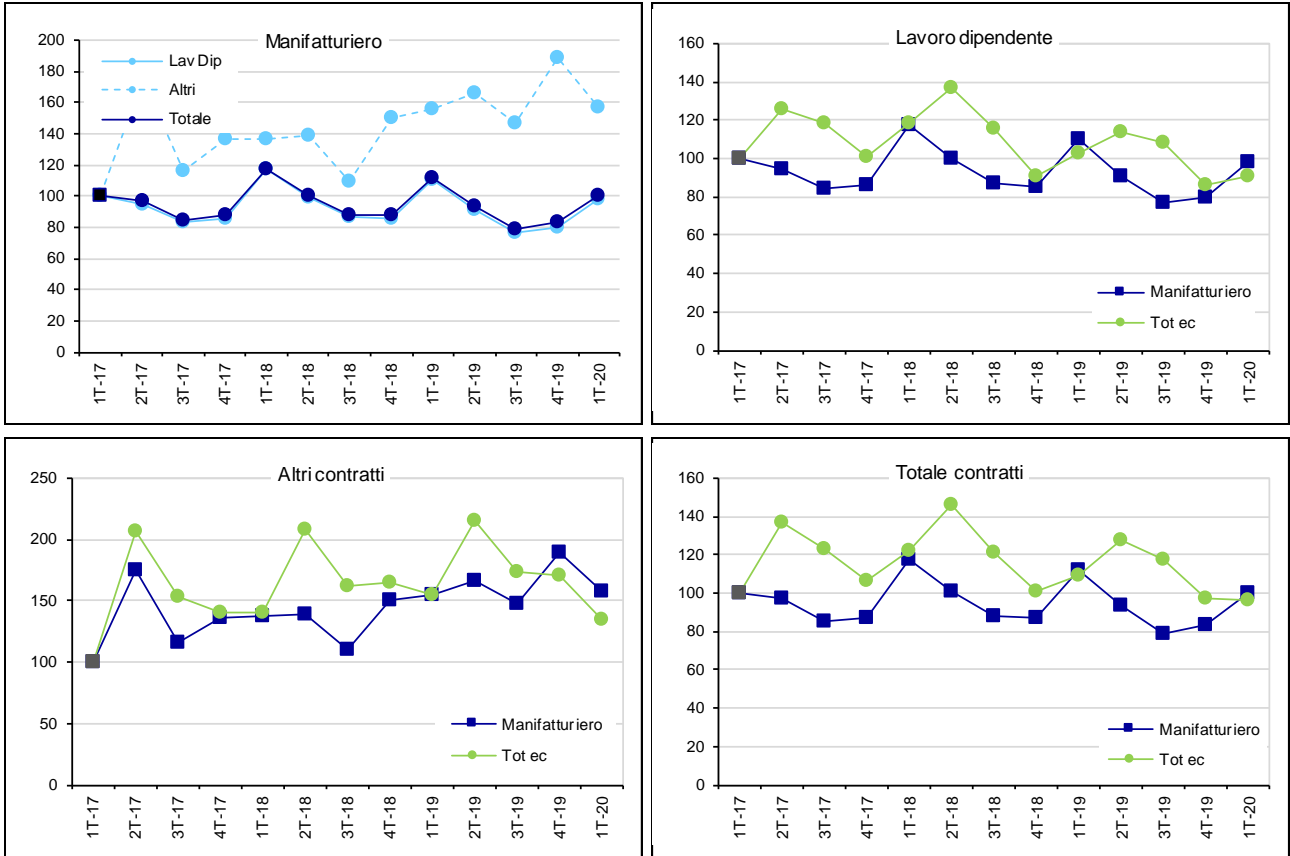 Manifatturiero
Lav Dip
Altri
Totale
200
180
160
140
120
100
80
60
40
20
0
1T-17
2T-17
3T-17
4T-17
1T-18
2T-18
3T-18
4T-18
1T-19
2T-19
3T-19
4T-19
1T-20
Lavoro dipendente
160
140
120
100
80
60
40
20
0
Manifatturiero
Tot ec
1T-17
2T-17
3T-17
4T-17
1T-18
2T-18
3T-18
4T-18
1T-19
2T-19
3T-19
4T-19
1T-20
Altri contratti
250
200
150
100
50
0
Manifatturiero
Tot ec
1T-17
2T-17
3T-17
4T-17
1T-18
2T-18
3T-18
4T-18
1T-19
2T-19
3T-19
4T-19
1T-20
Totale contratti
160
140
120
100
80
60
40
20
0
Manifatturiero
Tot ec
1T-17
2T-17
3T-17
4T-17
1T-18
2T-18
3T-18
4T-18
1T-19
2T-19
3T-19
4T-19
1T-20